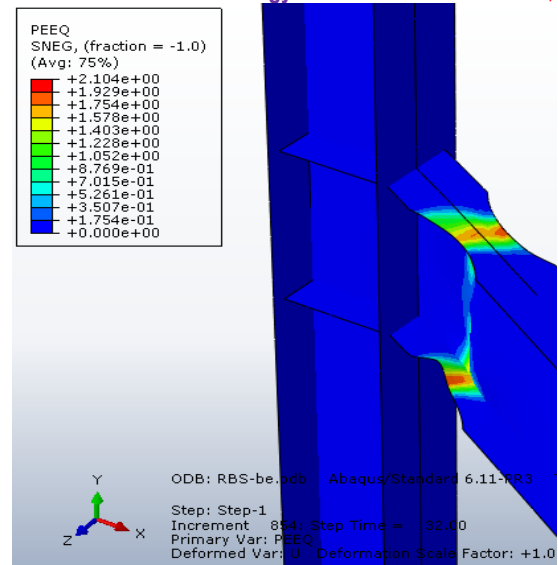 gy
PEEQ
SNEG, (fraction = -1.0)
(Avg: 75%)
+2.104e+00
+1.929e+00
+1.754e+00
+1.578e+00
+1.403e+00
+1.228e+00
+1.052e+00
+8.769e-01
+7.015e-01
+5.261e-01
+3.507e-01
+1.754e-01
+0.000e+00
Y
Z
X
ODB: RBS-be.odb Abaqus/Standard 6.11-PR3
Step: Step-1
Increment 854: Step Time = 32.00
Primary Var: PEEQ
Deformed Var: U Deformation Scale Factor: +1.0